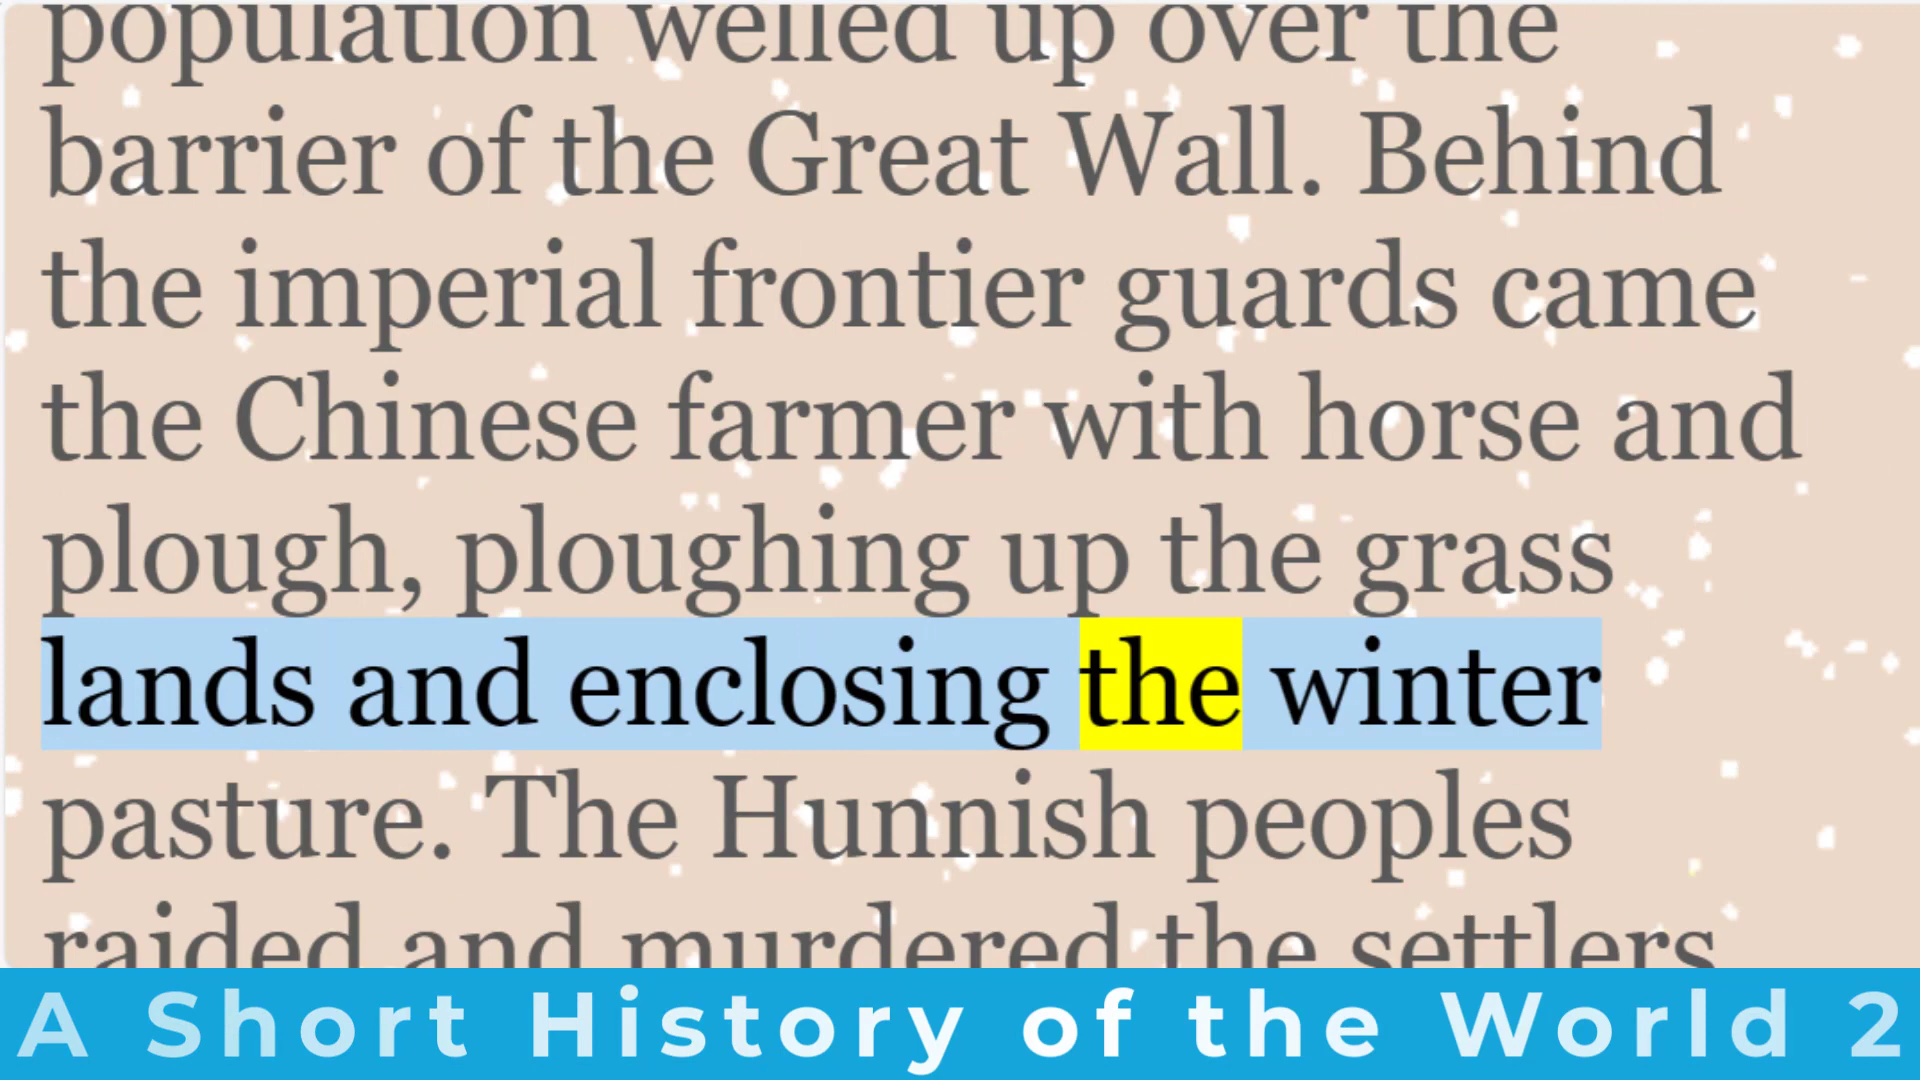 population welled up over the
barrier of the Great Wall. Behind
the imperial frontier guards came
the Chinese farmer with horse and
plough, ploughing up the grass
lands and enclosing the winter
pasture. The Hunnish peoples
raided and murdered the settlers
A Short History of the World 2